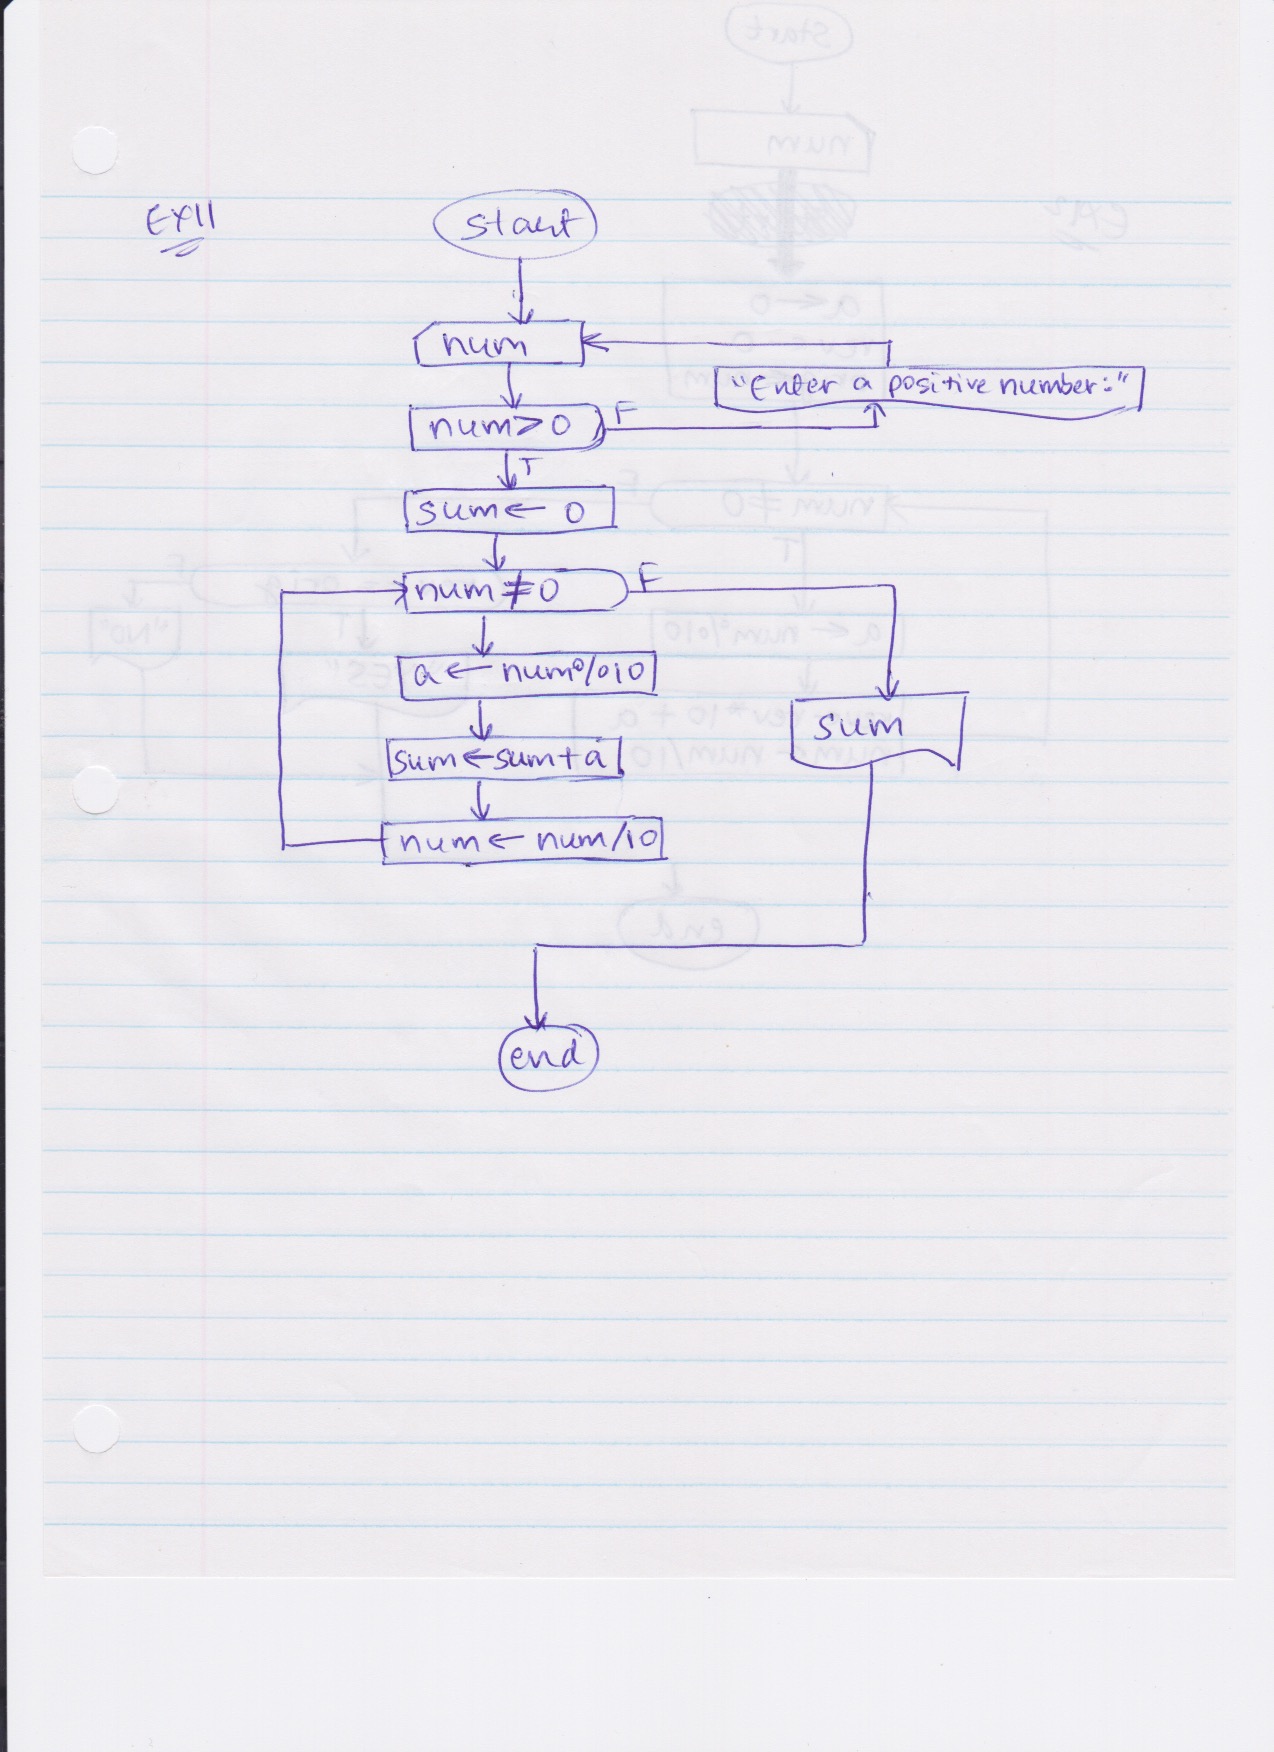 EX11
start
num
"Enter a positive number:"
num>0 F
T
sum← 0
num≠0 F
a ← num%10
sum
sum←sum+a
num ← num/10
end